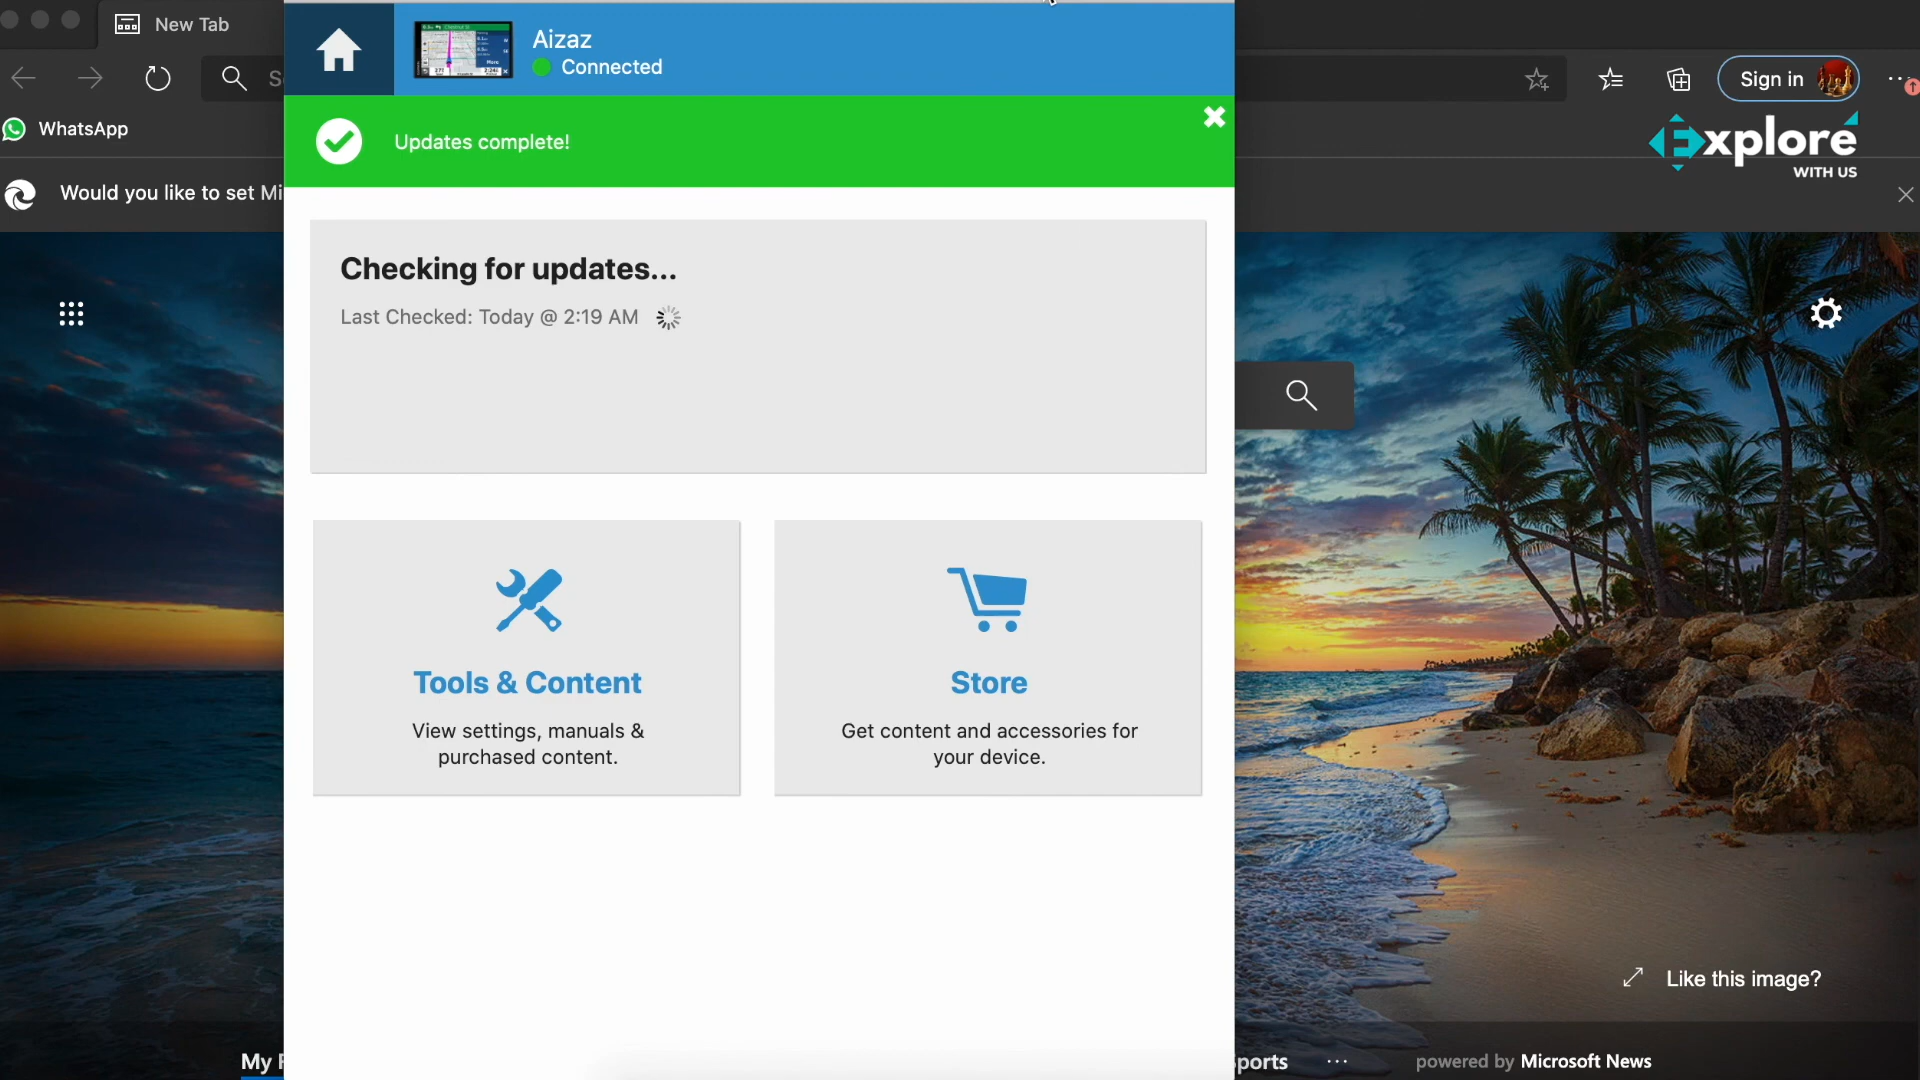 New Tab
Aizaz
Connected
Sign in
WhatsApp
Updates complete!
Explore
WITH US
Would you like to set Mi
Checking for updates...
Last Checked: Today @ 2:19 AM
Tools & Content
View settings, manuals &
purchased content.
Store
Get content and accessories for
your device.
Like this image?
My
ports
powered by Microsoft News